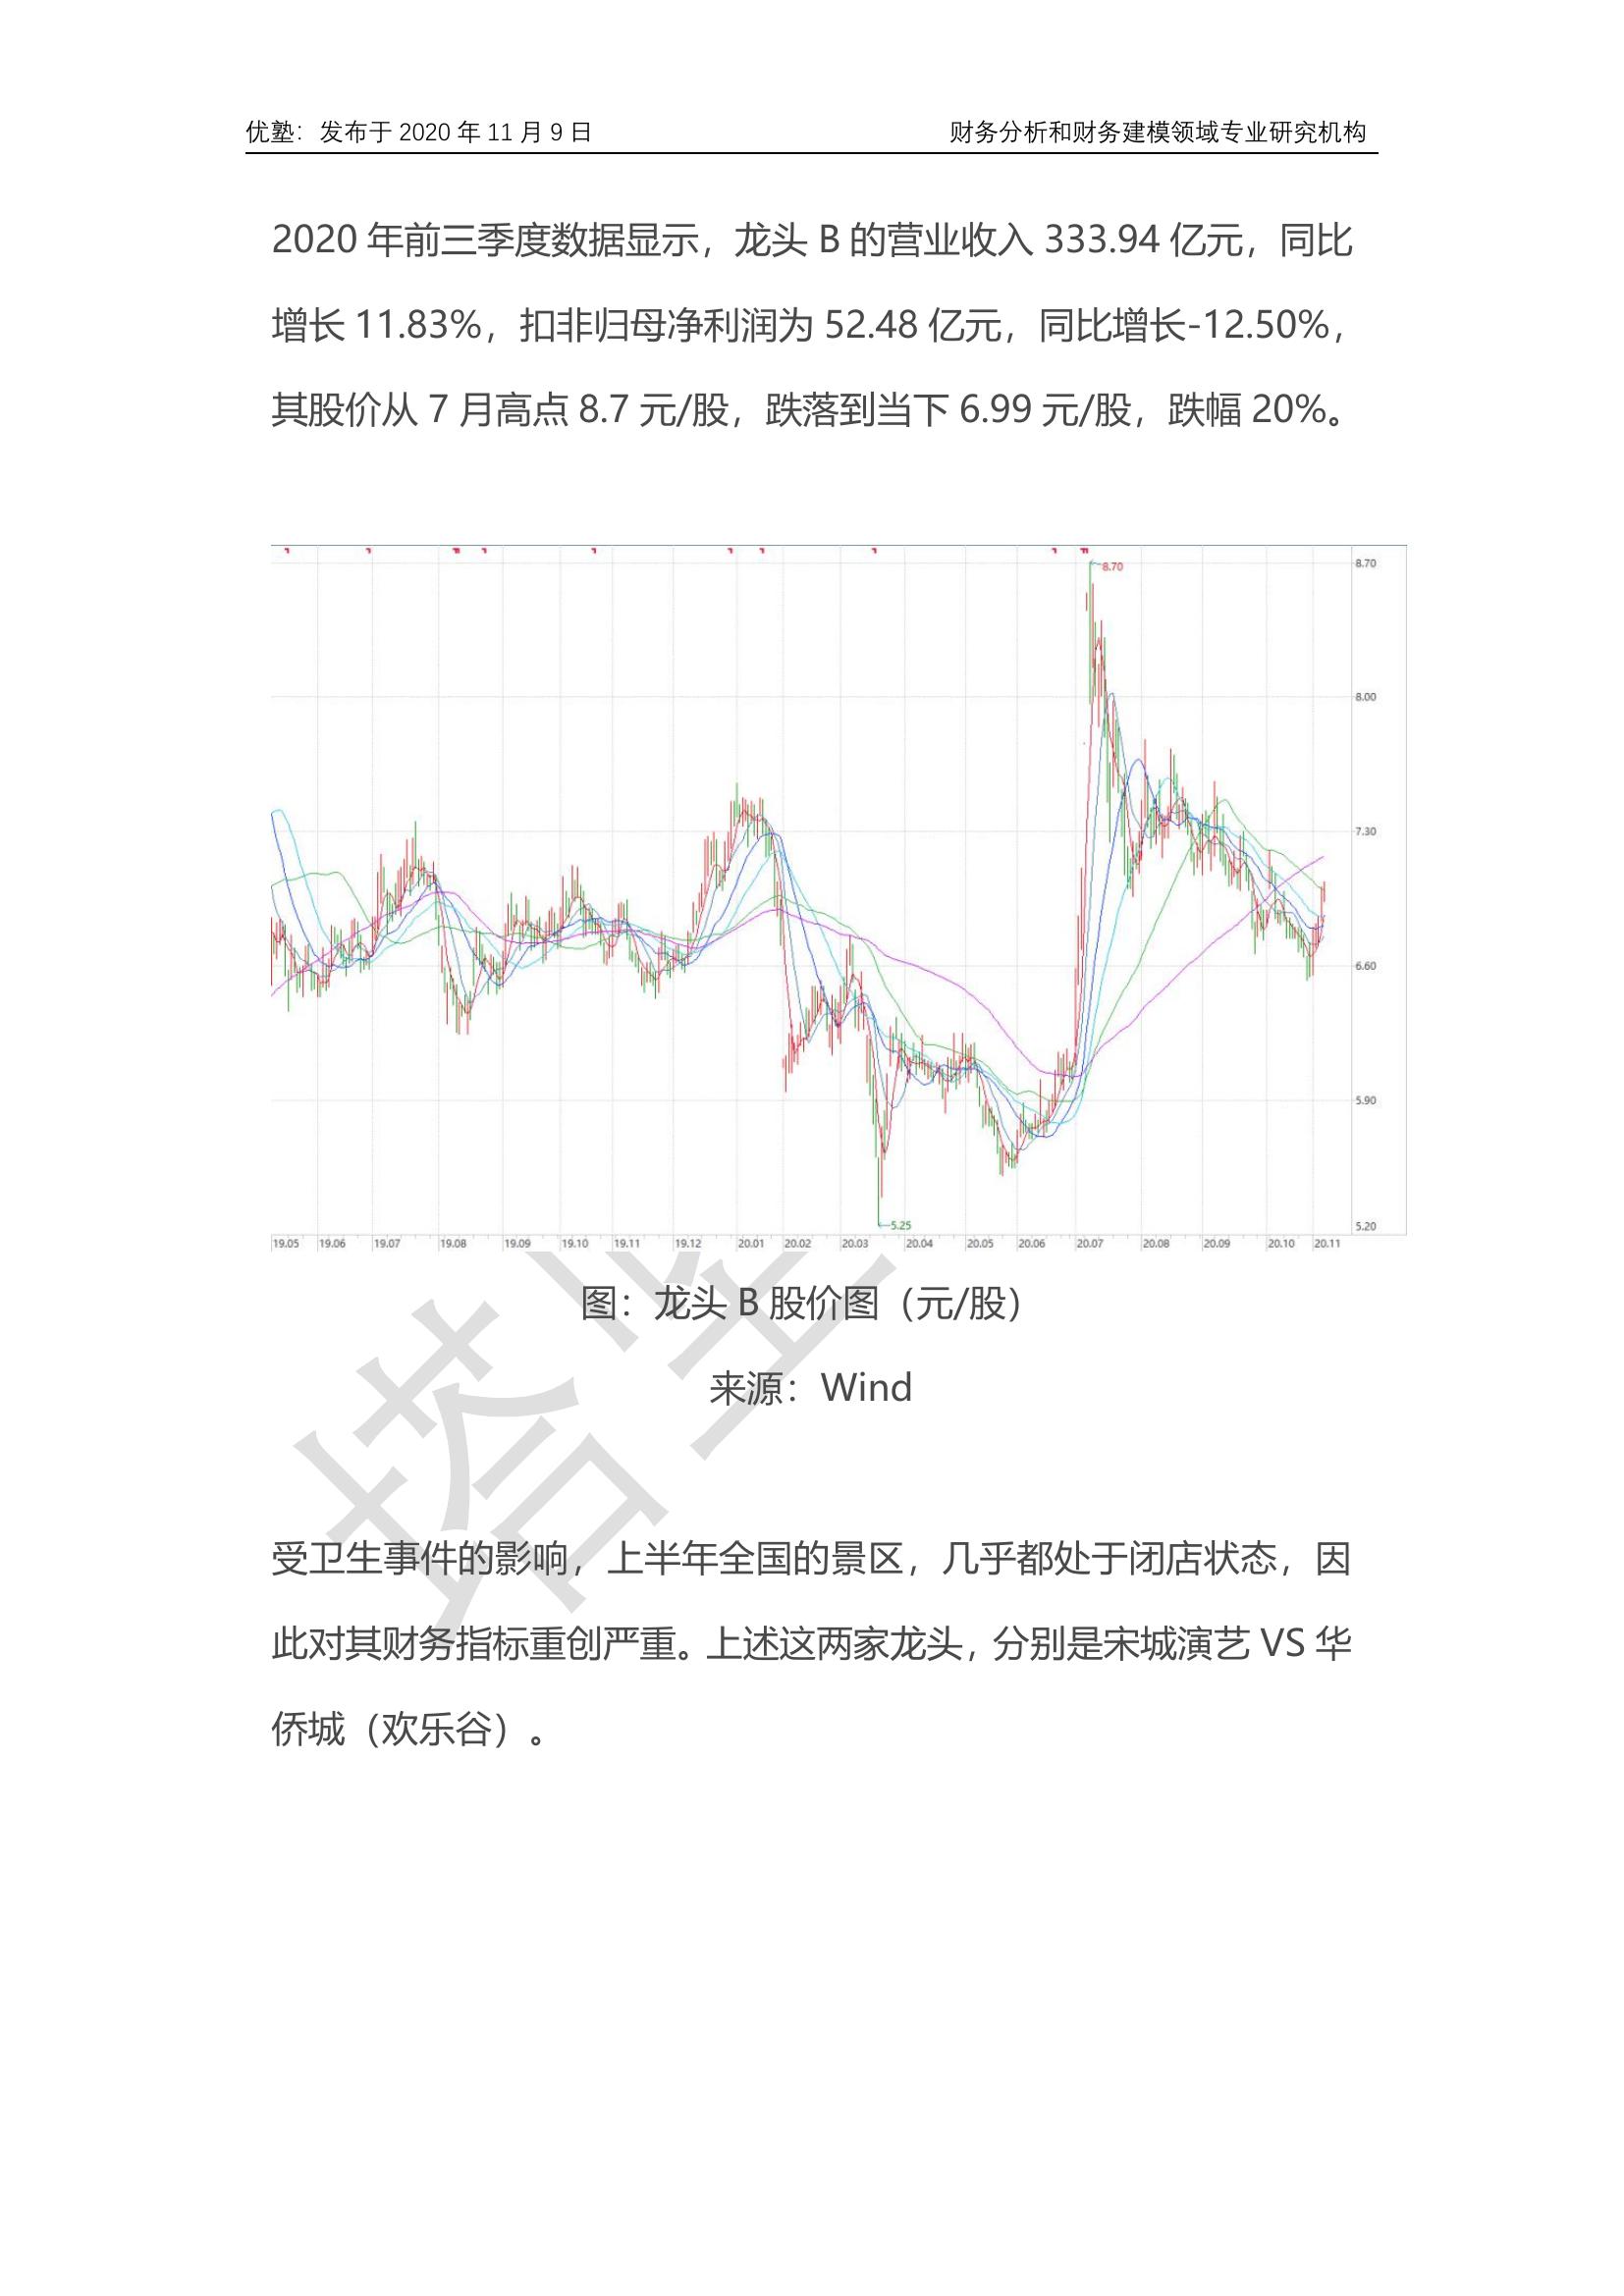 优塾：发布于 2020 年 11 月 9 日
财务分析和财务建模领域专业研究机构
2020 年前三季度数据显示，龙头 B 的营业收入 333.94 亿元，同比
增长 11.83%，扣非归母净利润为 52.48 亿元，同比增长-12.50%，
其股价从 7 月高点 8.7 元/股，跌落到当下 6.99 元/股，跌幅 20%。
8.70
8.70
8.00
7.30
6.60
5.90
5.25
5.20
19.05 19.06 19.07 19.08 19.09 19.10 19.11 19.12 20.01 20.02 20.03 20.04 20.05 20.06 20.07 20.08 20.09 20.10 20.11
图：龙头 B 股价图（元/股）
来源：Wind
受卫生事件的影响，上半年全国的景区，几乎都处于闭店状态，因
此对其财务指标重创严重。上述这两家龙头，分别是宋城演艺 VS 华
侨城（欢乐谷）。
塔